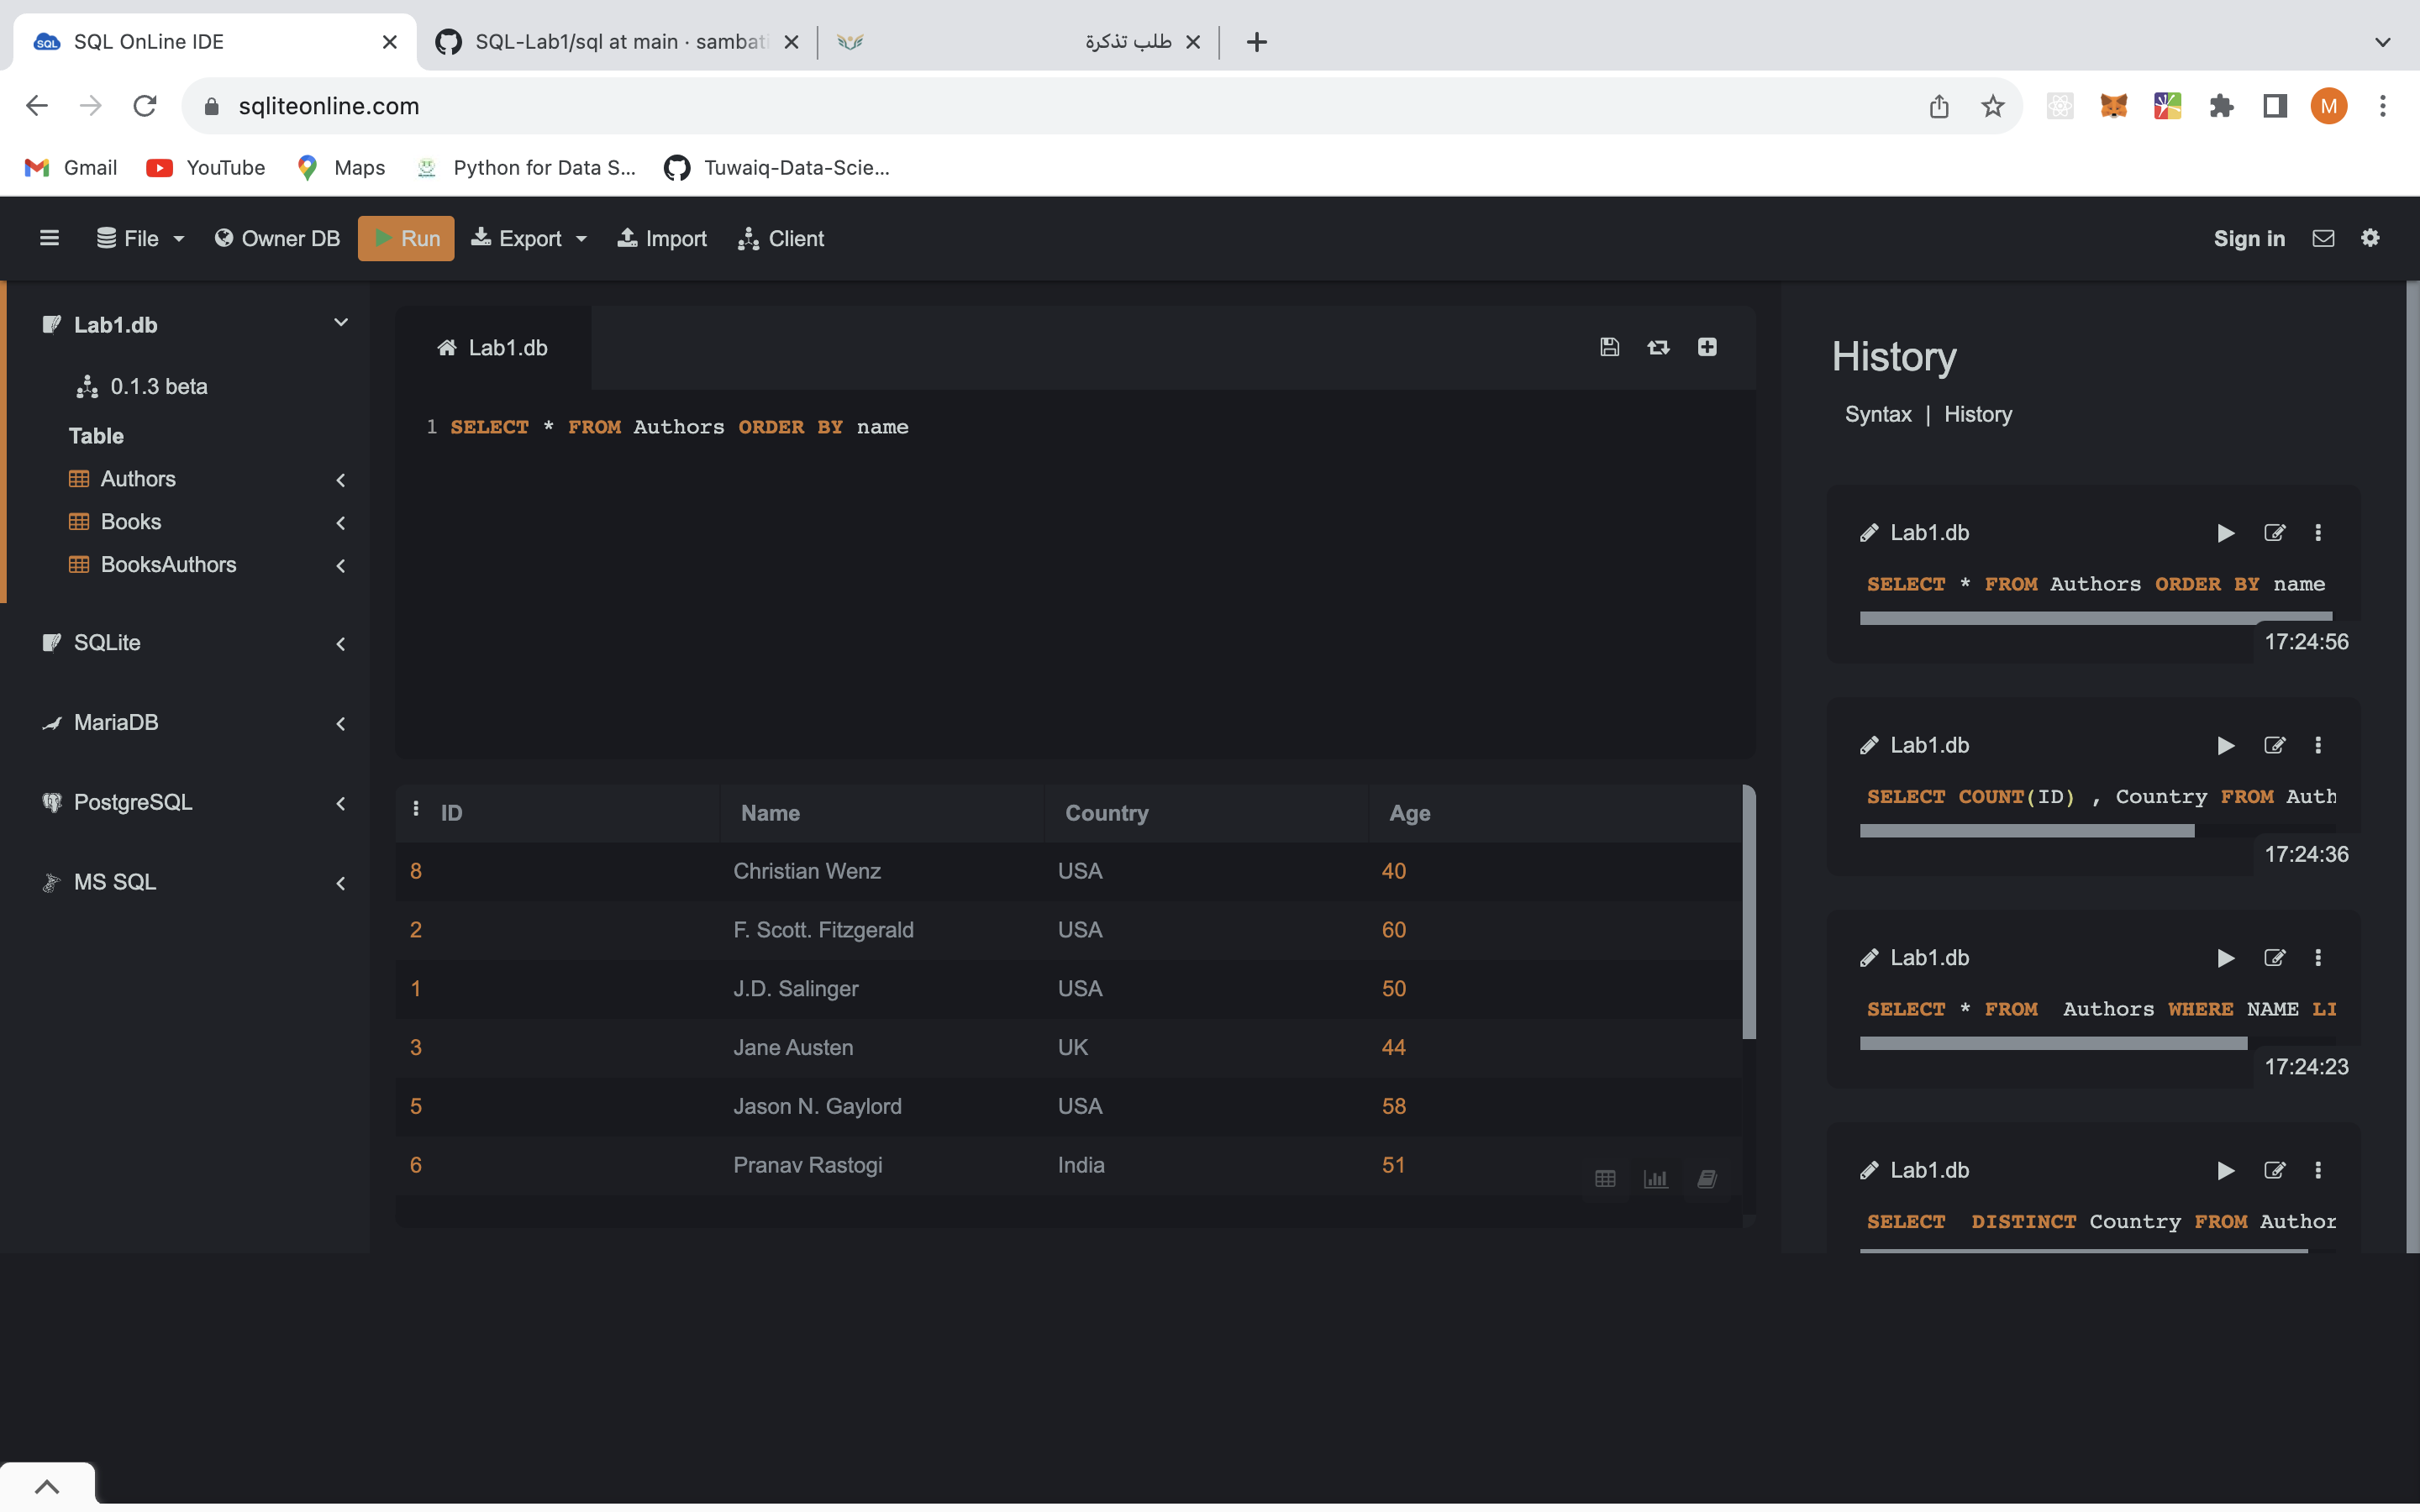 SQL OnLine IDE
SQL-Lab1/sql at main · sambati
طلب تذكرة
sqliteonline.com
M
Gmail
YouTube
Maps
Python for Data S...
Tuwaiq-Data-Scie...
File
Owner DB
Run
Export
Import
Client
Sign in
Lab1.db
0.1.3 beta
Table
Authors
Books
BooksAuthors
SQLite
MariaDB
PostgreSQL
MS SQL
Lab1.db
1 SELECT * FROM Authors ORDER BY name
ID Name Country Age
8 Christian Wenz USA 40
2 F. Scott. Fitzgerald USA 60
1 J.D. Salinger USA 50
3 Jane Austen UK 44
5 Jason N. Gaylord USA 58
6 Pranav Rastogi India 51
History
Syntax | History
Lab1.db
SELECT * FROM Authors ORDER BY name
17:24:56
Lab1.db
SELECT COUNT(ID) , Country FROM Auth
17:24:36
Lab1.db
SELECT * FROM  Authors WHERE NAME LI
17:24:23
Lab1.db
SELECT  DISTINCT Country FROM Author